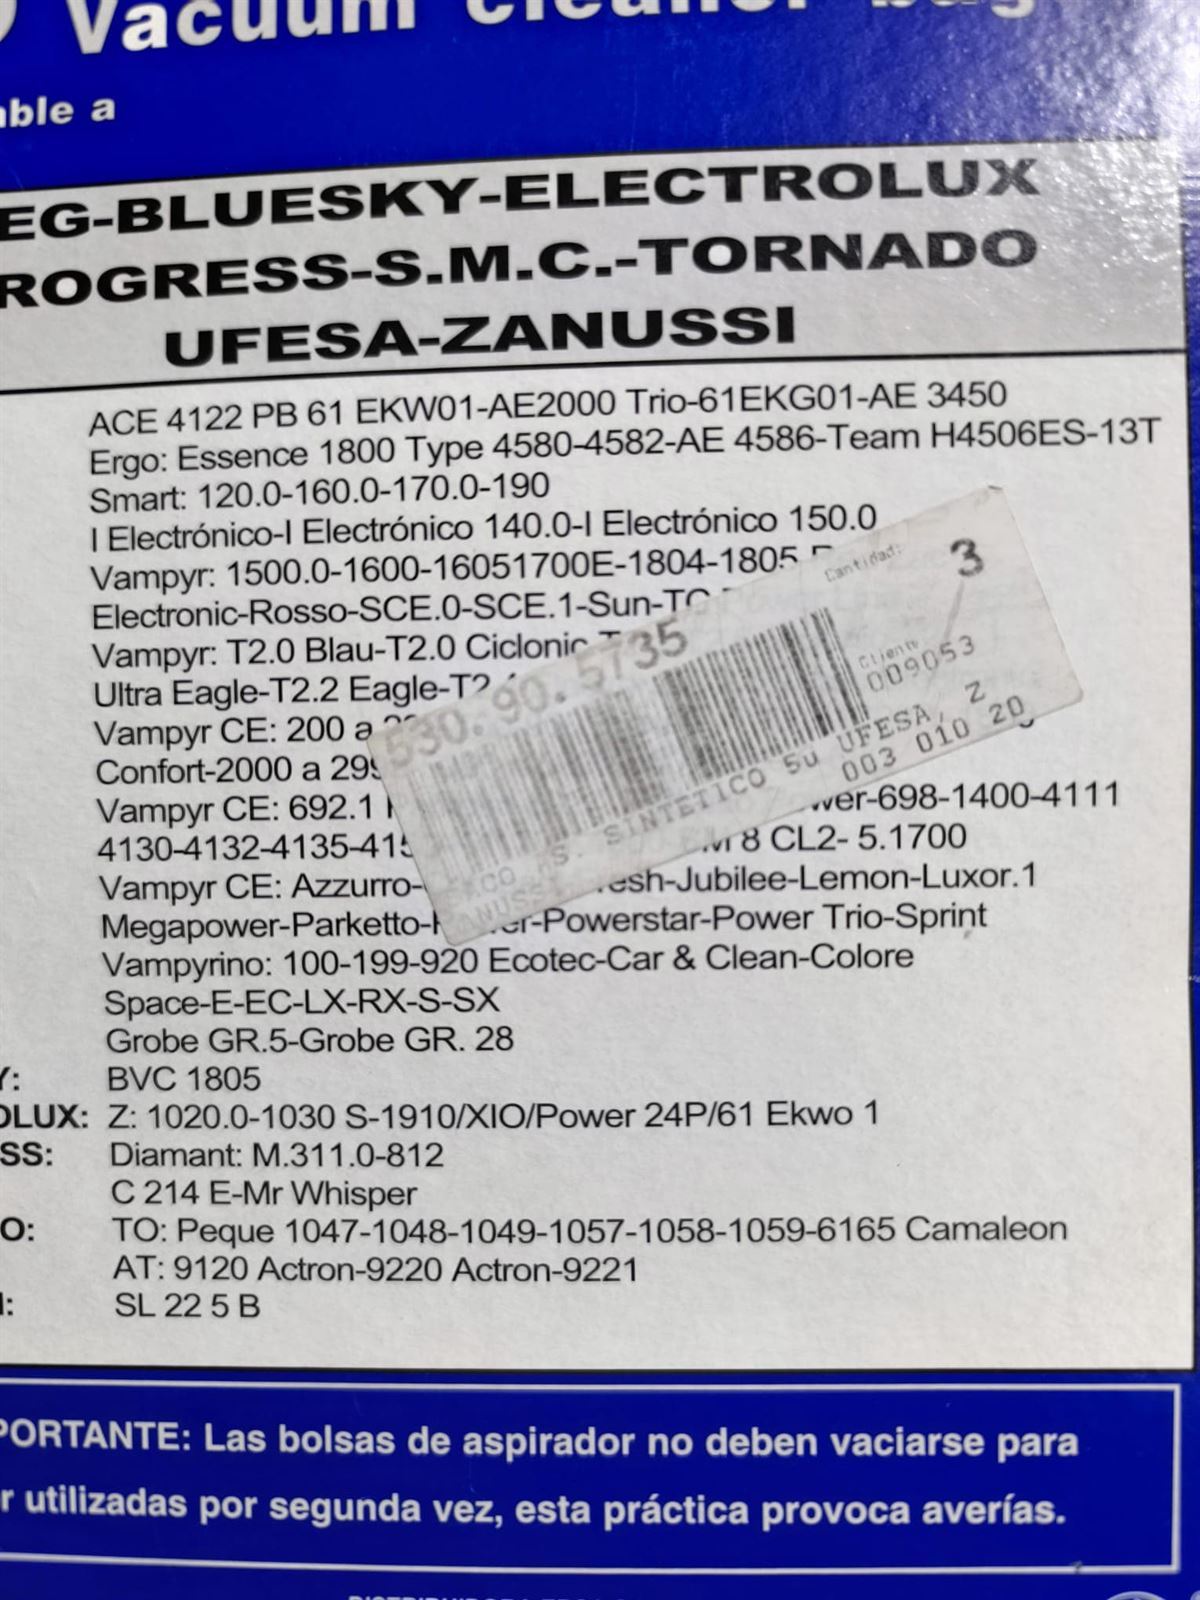 Vacuum cleaner bag
able a
EG-BLUESKY-ELECTROLUX
ROGRESS-S.M.C.-TORNADO
UFESA-ZANUSSI
ACE 4122 PB 61 EKW01-AE2000 Trio-61EKG01-AE 3450
Ergo: Essence 1800 Type 4580-4582-AE 4586-Team H4506ES-13T
Smart: 120.0-160.0-170.0-190
I Electrónico-I Electrónico 140.0-I Electrónico 150.0
Vampyr: 1500.0-1600-16051700E-1804-1805
Electronic-Rosso-SCE.0-SCE.1-Sun-TC
Vampyr: T2.0 Blau-T2.0 Ciclonic
Ultra Eagle-T2.2 Eagle-T2
Vampyr CE: 200 a
Confort-2000 a 299
Vampyr CE: 692.1 wer-698-1400-4111
4130-4132-4135-415 8 CL2- 5.1700
Vampyr CE: Azzurro- esh-Jubilee-Lemon-Luxor.1
Megapower-Parketto- er-Powerstar-Power Trio-Sprint
Vampyrino: 100-199-920 Ecotec-Car & Clean-Colore
Space-E-EC-LX-RX-S-SX
Grobe GR.5-Grobe GR. 28
Y: BVC 1805
OLUX: Z: 1020.0-1030 S-1910/XIO/Power 24P/61 Ekwo 1
SS: Diamant: M.311.0-812
C 214 E-Mr Whisper
O: TO: Peque 1047-1048-1049-1057-1058-1059-6165 Camaleon
AT: 9120 Actron-9220 Actron-9221
I: SL 22 5 B
530.90.5735
Cantidad: 3
Cliente
009053
SACO AS. SINTETICO 5u UFESA, Z
ANUSSI 003 010 20
PORTANTE: Las bolsas de aspirador no deben vaciarse para
r utilizadas por segunda vez, esta práctica provoca averías.